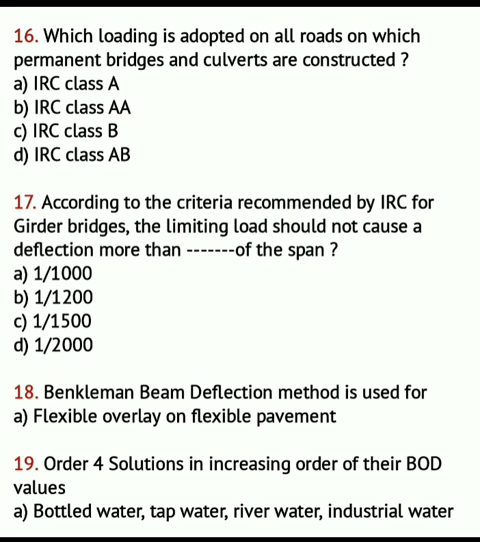 16. Which loading is adopted on all roads on which
permanent bridges and culverts are constructed ?
a) IRC class A
b) IRC class AA
c) IRC class B
d) IRC class AB
17. According to the criteria recommended by IRC for
Girder bridges, the limiting load should not cause a
deflection more than -------of the span ?
a) 1/1000
b) 1/1200
c) 1/1500
d) 1/2000
18. Benkleman Beam Deflection method is used for
a) Flexible overlay on flexible pavement
19. Order 4 Solutions in increasing order of their BOD
values
a) Bottled water, tap water, river water, industrial water